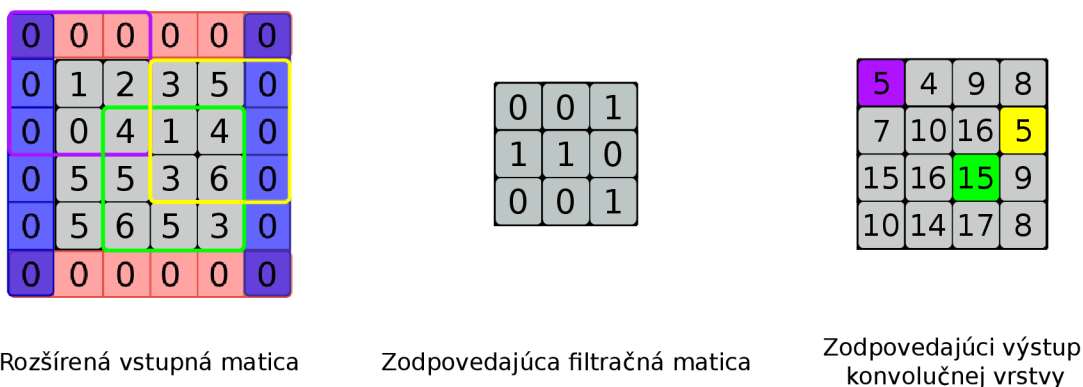 0 0 0 0 0 0
0 1 2 3 5 0
0 0 4 1 4 0
0 5 5 3 6 0
0 5 6 5 3 0
0 0 0 0 0 0
Rozšírená vstupná matica
0 0 1
1 1 0
0 0 1
Zodpovedajúca filtračná matica
5 4 9 8
7 10 16 5
15 16 15 9
10 14 17 8
Zodpovedajúci výstup
konvolučnej vrstvy